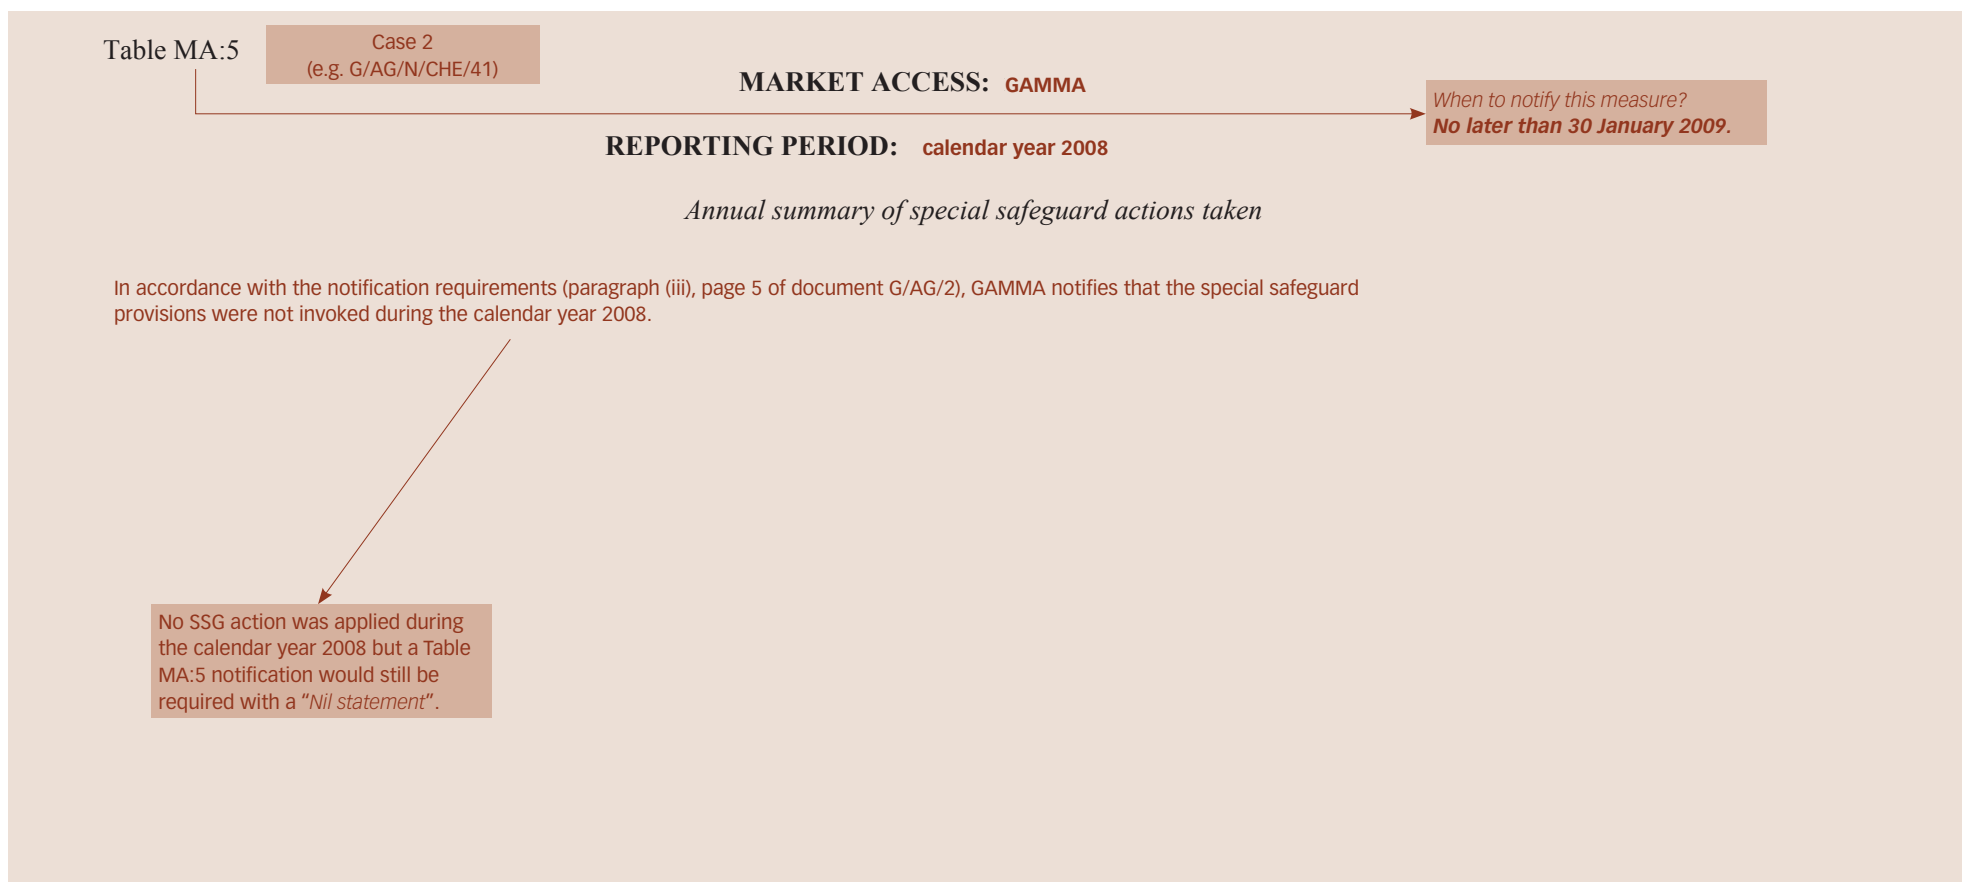 Table MA:5
Case 2
(e.g. G/AG/N/CHE/41)
MARKET ACCESS: GAMMA
When to notify this measure?
No later than 30 January 2009.
REPORTING PERIOD: calendar year 2008
Annual summary of special safeguard actions taken
In accordance with the notification requirements (paragraph (iii), page 5 of document G/AG/2), GAMMA notifies that the special safeguard
provisions were not invoked during the calendar year 2008.
No SSG action was applied during
the calendar year 2008 but a Table
MA:5 notification would still be
required with a “Nil statement”.